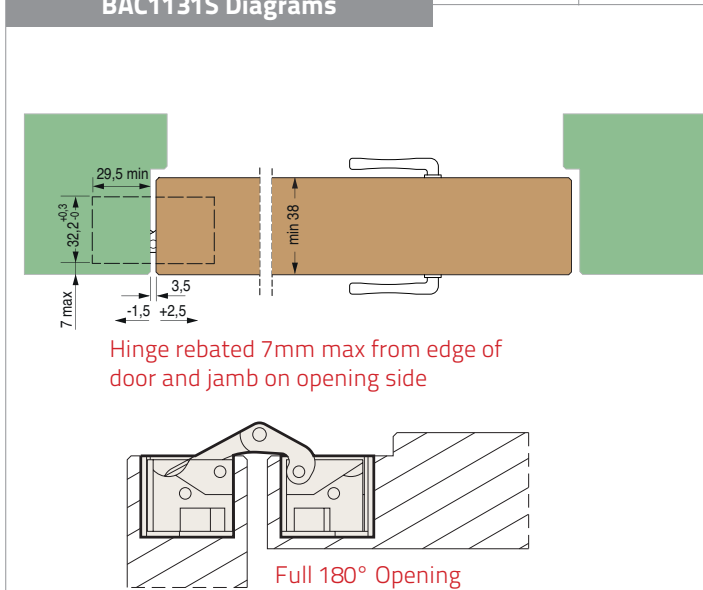 BAC1131S Diagrams
29,5 min
32,2 +0,3 -0
min 38
7 max
3,5
-1,5 +2,5
Hinge rebated 7mm max from edge of
door and jamb on opening side
Full 180° Opening